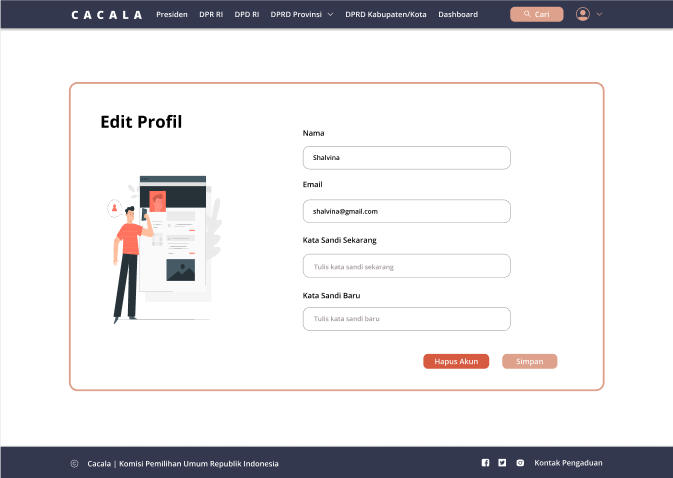 CACALA
Presiden
DPR RI
DPD RI
DPRD Provinsi
DPRD Kabupaten/Kota
Dashboard
Cari
Edit Profil
Nama
Shalvina
Email
shalvina@gmail.com
Kata Sandi Sekarang
Tulis kata sandi sekarang
Kata Sandi Baru
Tulis kata sandi baru
Hapus Akun
Simpan
© Cacala | Komisi Pemilihan Umum Republik Indonesia
Kontak Pengaduan